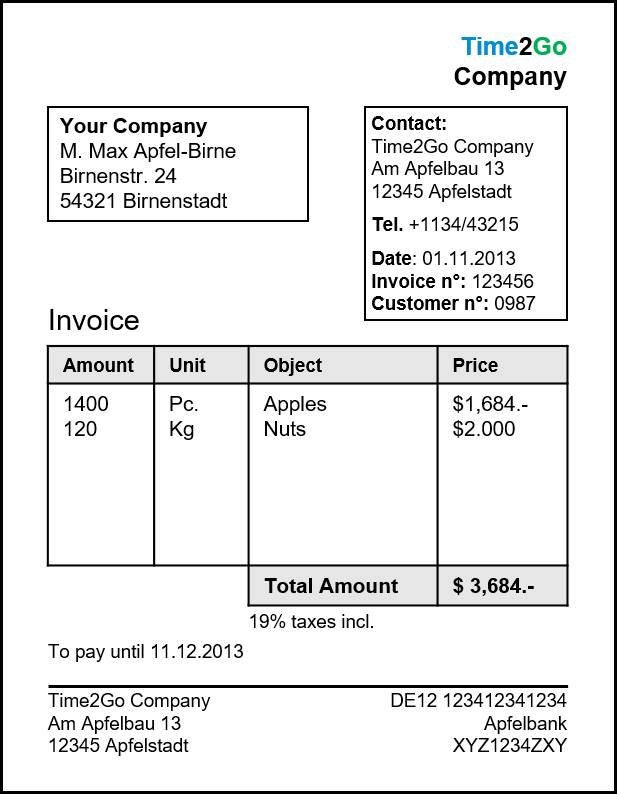 Time2Go
Company
Your Company
M. Max Apfel-Birne
Birnenstr. 24
54321 Birnenstadt
Contact:
Time2Go Company
Am Apfelbau 13
12345 Apfelstadt
Tel. +1134/43215
Date: 01.11.2013
Invoice n°: 123456
Customer n°: 0987
Invoice
Amount Unit Object Price
1400 Pc. Apples $1,684.-
120 Kg Nuts $2.000
Total Amount $ 3,684.-
19% taxes incl.
To pay until 11.12.2013
Time2Go Company DE12 123412341234
Am Apfelbau 13 Apfelbank
12345 Apfelstadt XYZ1234ZXY